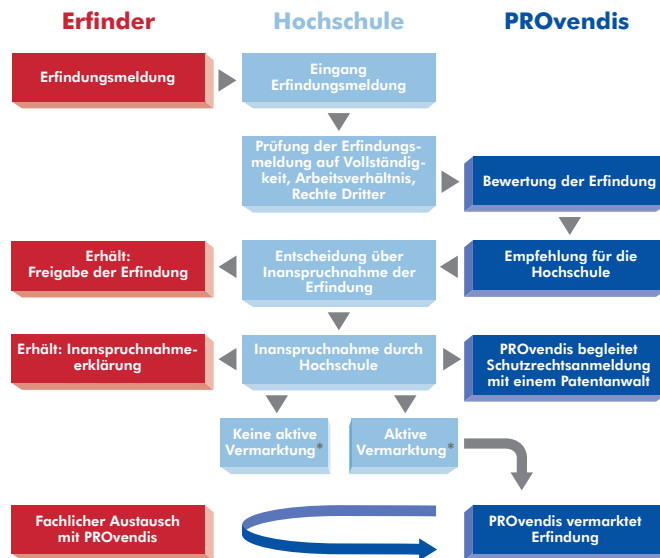 Erfinder
Hochschule
PROvendis
Erfindungsmeldung
Eingang
Erfindungsmeldung
Prüfung der Erfindungs-
meldung auf Vollständig-
keit, Arbeitsverhältnis,
Rechte Dritter
Bewertung der Erfindung
Erhält:
Freigabe der Erfindung
Entscheidung über
Inanspruchnahme der
Erfindung
Empfehlung für die
Hochschule
Erhält: Inanspruchnahme-
erklärung
Inanspruchnahme durch
Hochschule
PROvendis begleitet
Schutzrechtsanmeldung
mit einem Patentanwalt
Keine aktive
Vermarktung*
Aktive
Vermarktung*
Fachlicher Austausch
mit PROvendis
PROvendis vermarktet
Erfindung